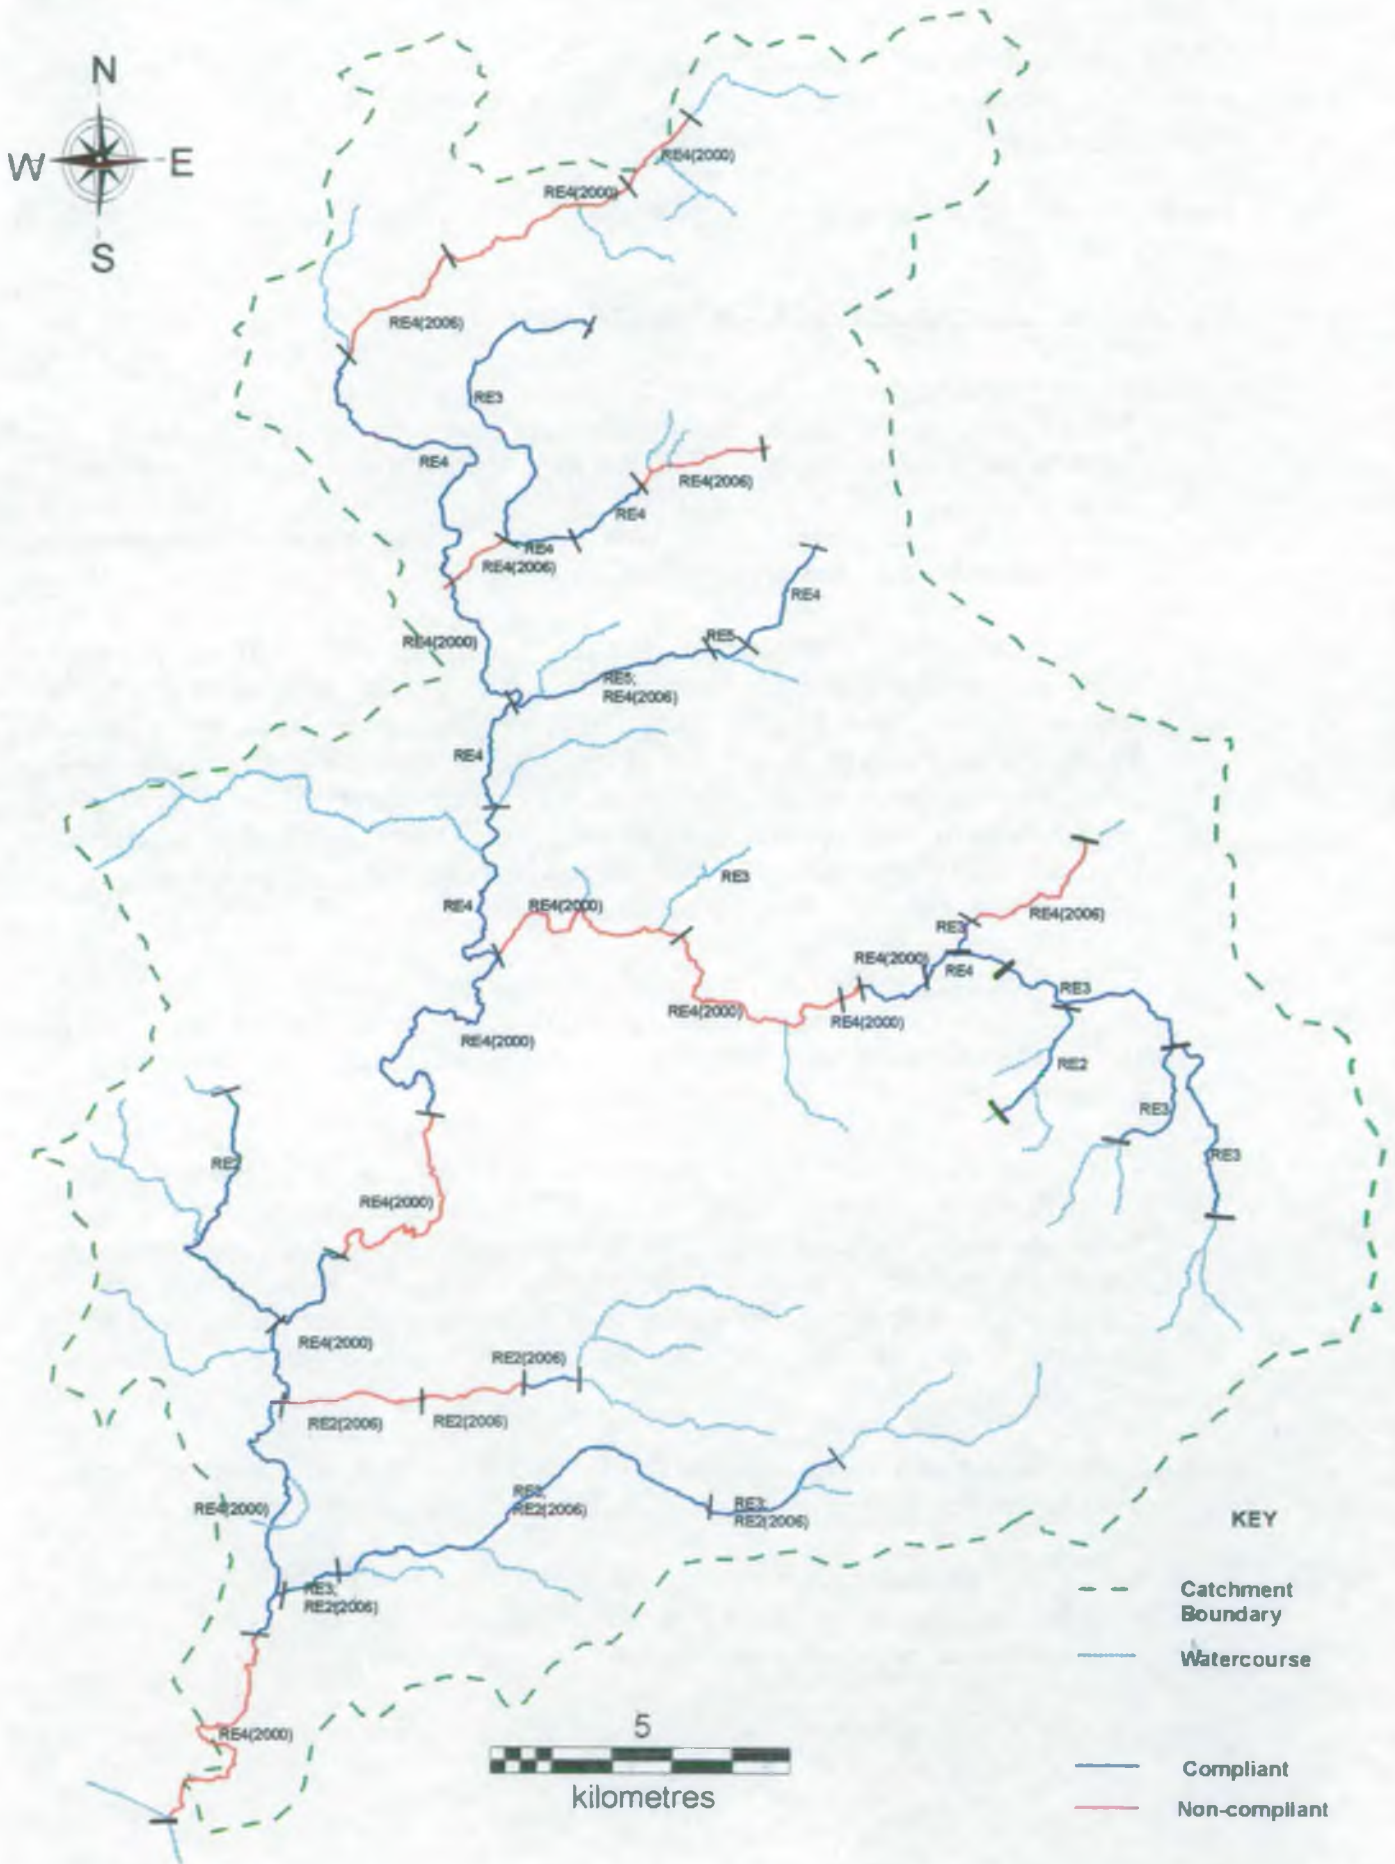 N
W E
S
RE4(2000)
RE4(2000)
RE4(2006)
RE3
RE4
RE4(2006)
RE4
RE4
RE4(2006)
RE4
RE4(2000)
RE5
RE5;
RE4(2006)
RE4
RE3
RE4
RE4(2000)
RE4(2006)
RE3
RE4(2000)
RE4
RE3
RE4(2000)
RE4(2000)
RE4(2000)
RE2
RE3
RE3
RE2
RE4(2000)
RE4(2000)
RE2(2006)
RE2(2006)
RE2(2006)
RE4(2000)
RE3;
RE2(2006)
RE3;
RE2(2006)
RE3;
RE2(2006)
RE4(2000)
KEY
Catchment
Boundary
Watercourse
Compliant
Non-compliant
5
kilometres